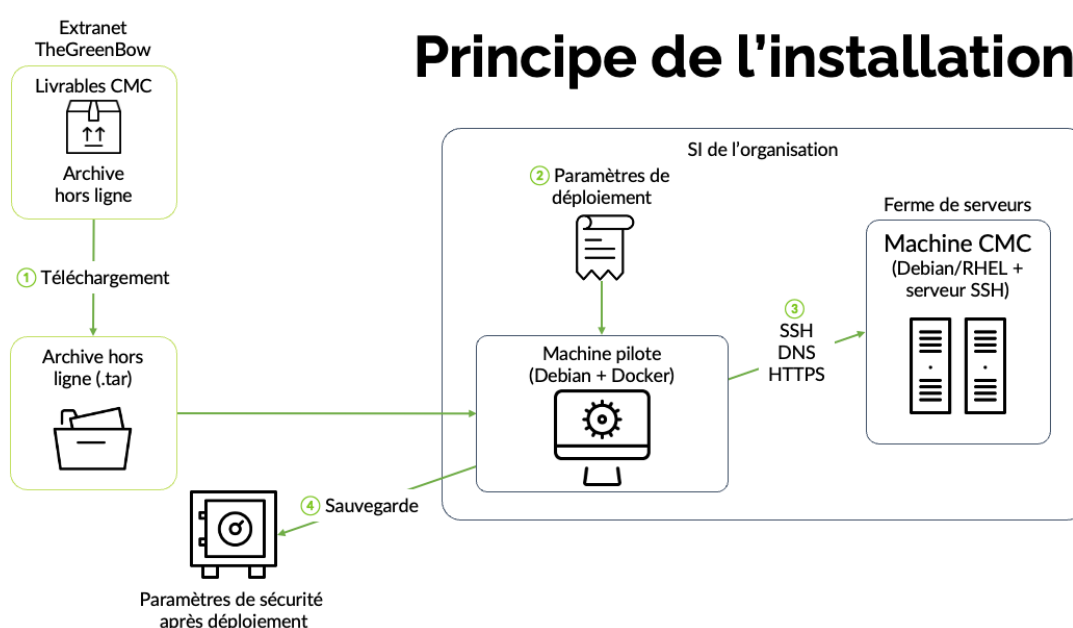 Extranet
TheGreenBow
Principe de l'installation
Livrables CMC
Archive
hors ligne
1 Téléchargement
Archive hors
ligne (.tar)
SI de l'organisation
2 Paramètres de
déploiement
Machine pilote
(Debian + Docker)
3
SSH
DNS
HTTPS
Ferme de serveurs
Machine CMC
(Debian/RHEL +
serveur SSH)
4 Sauvegarde
Paramètres de sécurité
après déploiement